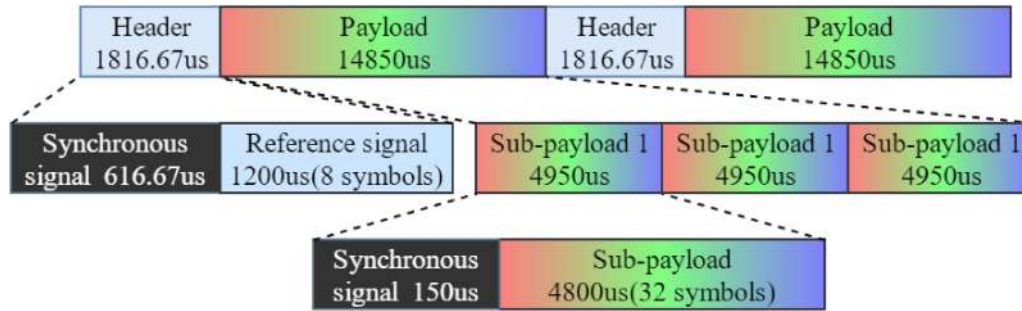 Header
1816.67us
Payload
14850us
Header
1816.67us
Payload
14850us
Synchronous
signal 616.67us
Reference signal
1200us(8 symbols)
Sub-payload 1
4950us
Sub-payload 1
4950us
Sub-payload 1
4950us
Synchronous
signal 150us
Sub-payload
4800us(32 symbols)